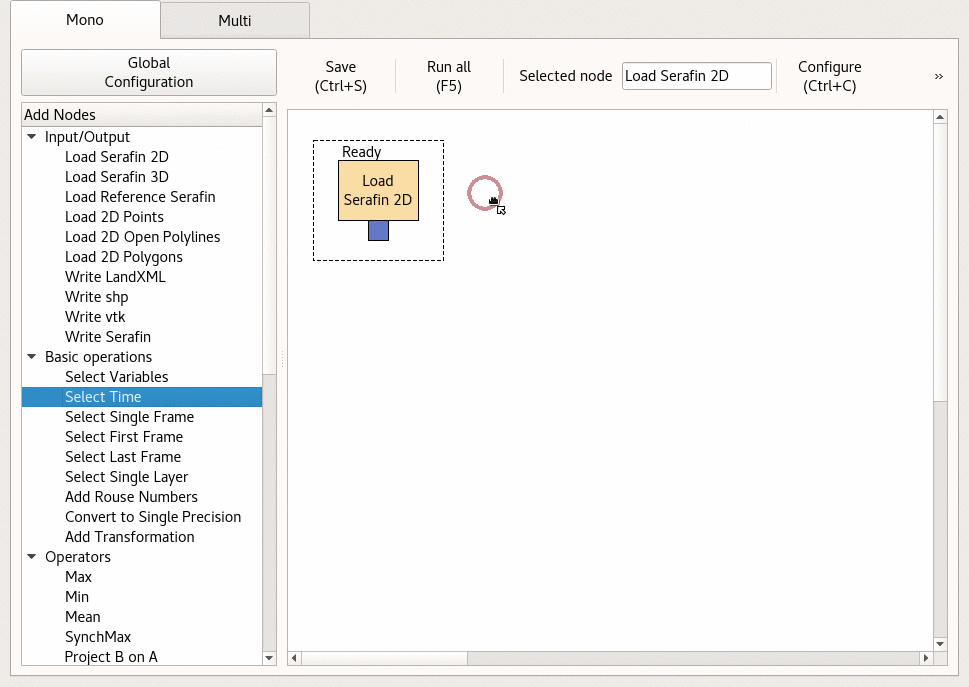 Mono
Multi
Global
Configuration
Save
(Ctrl+S)
Run all
(F5)
Selected node
Load Serafin 2D
Configure
(Ctrl+C)
»
Add Nodes
Input/Output
Load Serafin 2D
Load Serafin 3D
Load Reference Serafin
Load 2D Points
Load 2D Open Polylines
Load 2D Polygons
Write LandXML
Write shp
Write vtk
Write Serafin
Basic operations
Select Variables
Select Time
Select Single Frame
Select First Frame
Select Last Frame
Select Single Layer
Add Rouse Numbers
Convert to Single Precision
Add Transformation
Operators
Max
Min
Mean
SynchMax
Project B on A
Ready
Load
Serafin 2D